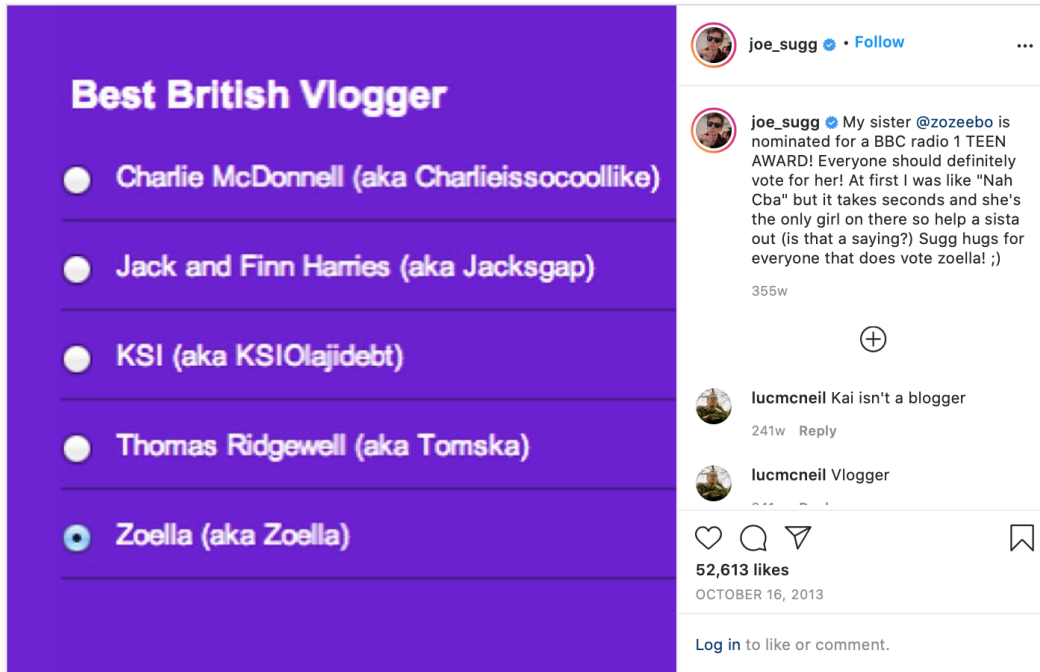 Best British Vlogger
Charlie McDonnell (aka Charlieissocoollike)
Jack and Finn Harries (aka Jacksgap)
KSI (aka KSIOlajidebt)
Thomas Ridgewell (aka Tomska)
Zoella (aka Zoella)
joe_sugg • Follow
joe_sugg My sister @zozeebo is
nominated for a BBC radio 1 TEEN
AWARD! Everyone should definitely
vote for her! At first I was like "Nah
Cba" but it takes seconds and she's
the only girl on there so help a sista
out (is that a saying?) Sugg hugs for
everyone that does vote zoella! ;)
355w
lucmcneil Kai isn't a blogger
241w Reply
lucmcneil Vlogger
52,613 likes
OCTOBER 16, 2013
Log in to like or comment.